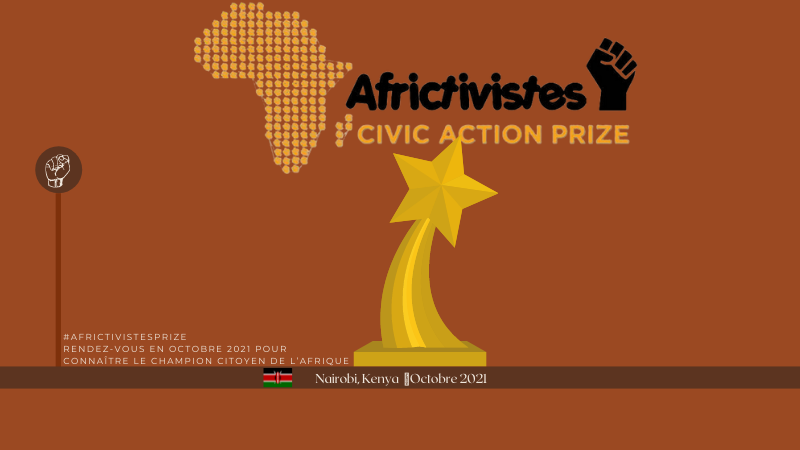 Africtivistes
CIVIC ACTION PRIZE
#AFRICTIVISTESPRIZE
RENDEZ-VOUS EN OCTOBRE 2021 POUR
CONNAÎTRE LE CHAMPION CITOYEN DE L'AFRIQUE
Nairobi, Kenya Octobre 2021